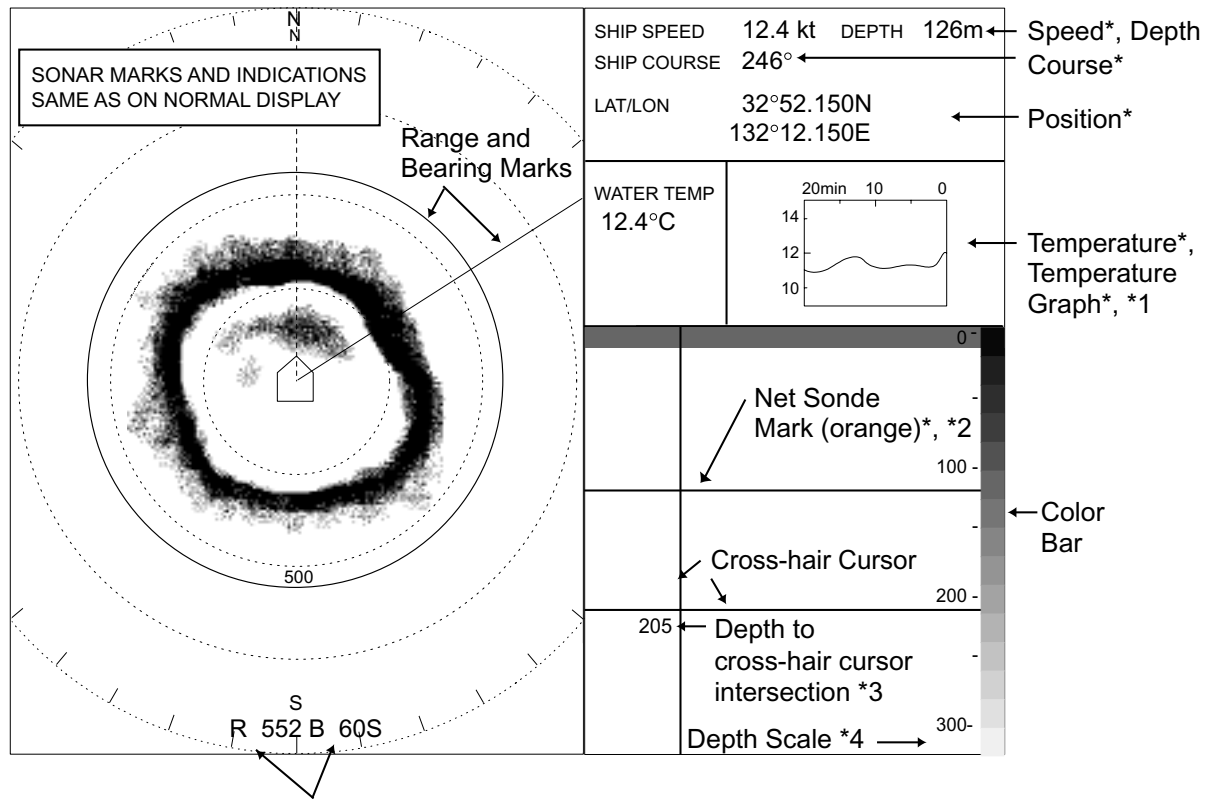 N
N
SONAR MARKS AND INDICATIONS
SAME AS ON NORMAL DISPLAY
Range and
Bearing Marks
500
S
R 552 B 60S
SHIP SPEED 12.4 kt DEPTH 126m
SHIP COURSE 246°
LAT/LON 32°52.150N
132°12.150E
Speed*, Depth
Course*
Position*
WATER TEMP
12.4°C
20min 10 0
14
12
10
Temperature*,
Temperature
Graph*, *1
0 -
Net Sonde
Mark (orange)*, *2
100 -
Color
Bar
Cross-hair Cursor
200 -
205
Depth to
cross-hair cursor
intersection *3
300-
Depth Scale *4